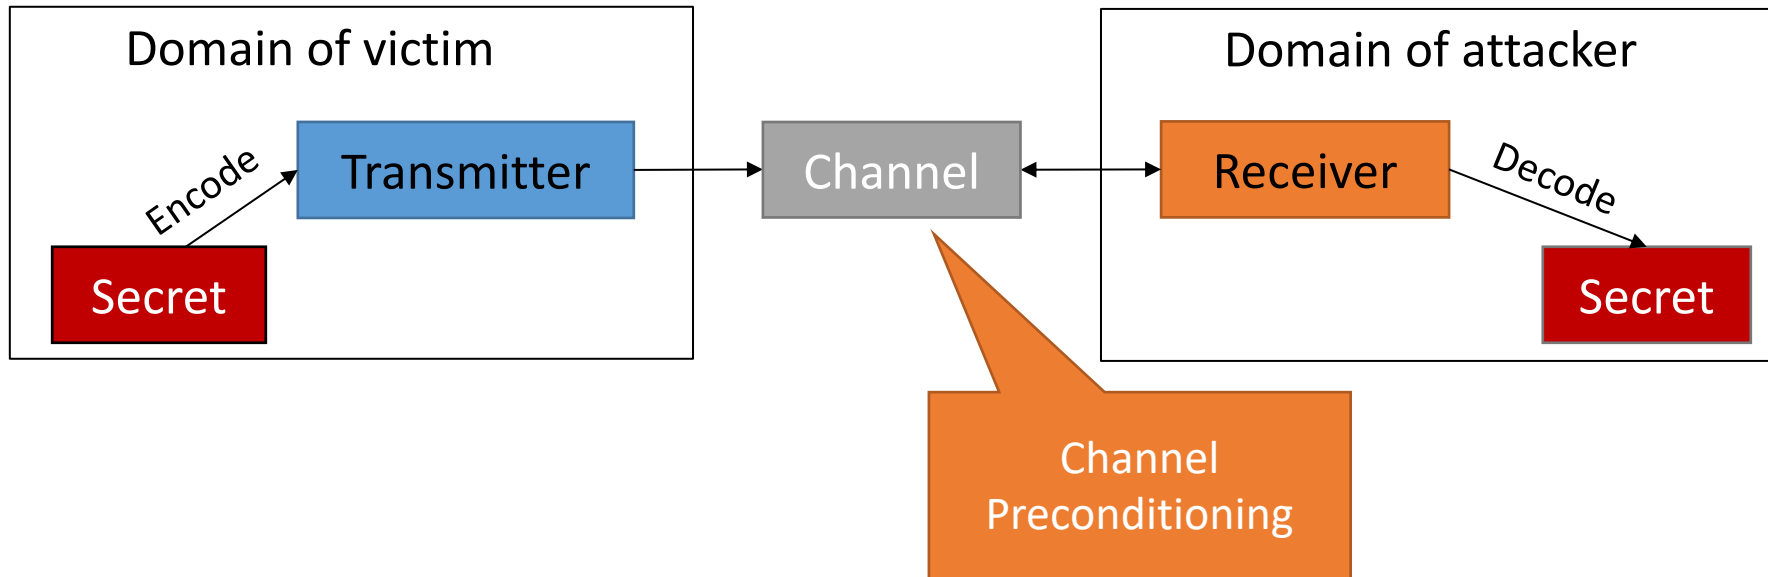 Domain of victim
Domain of attacker
Encode
Transmitter
Channel
Receiver
Decode
Secret
Secret
Channel
Preconditioning